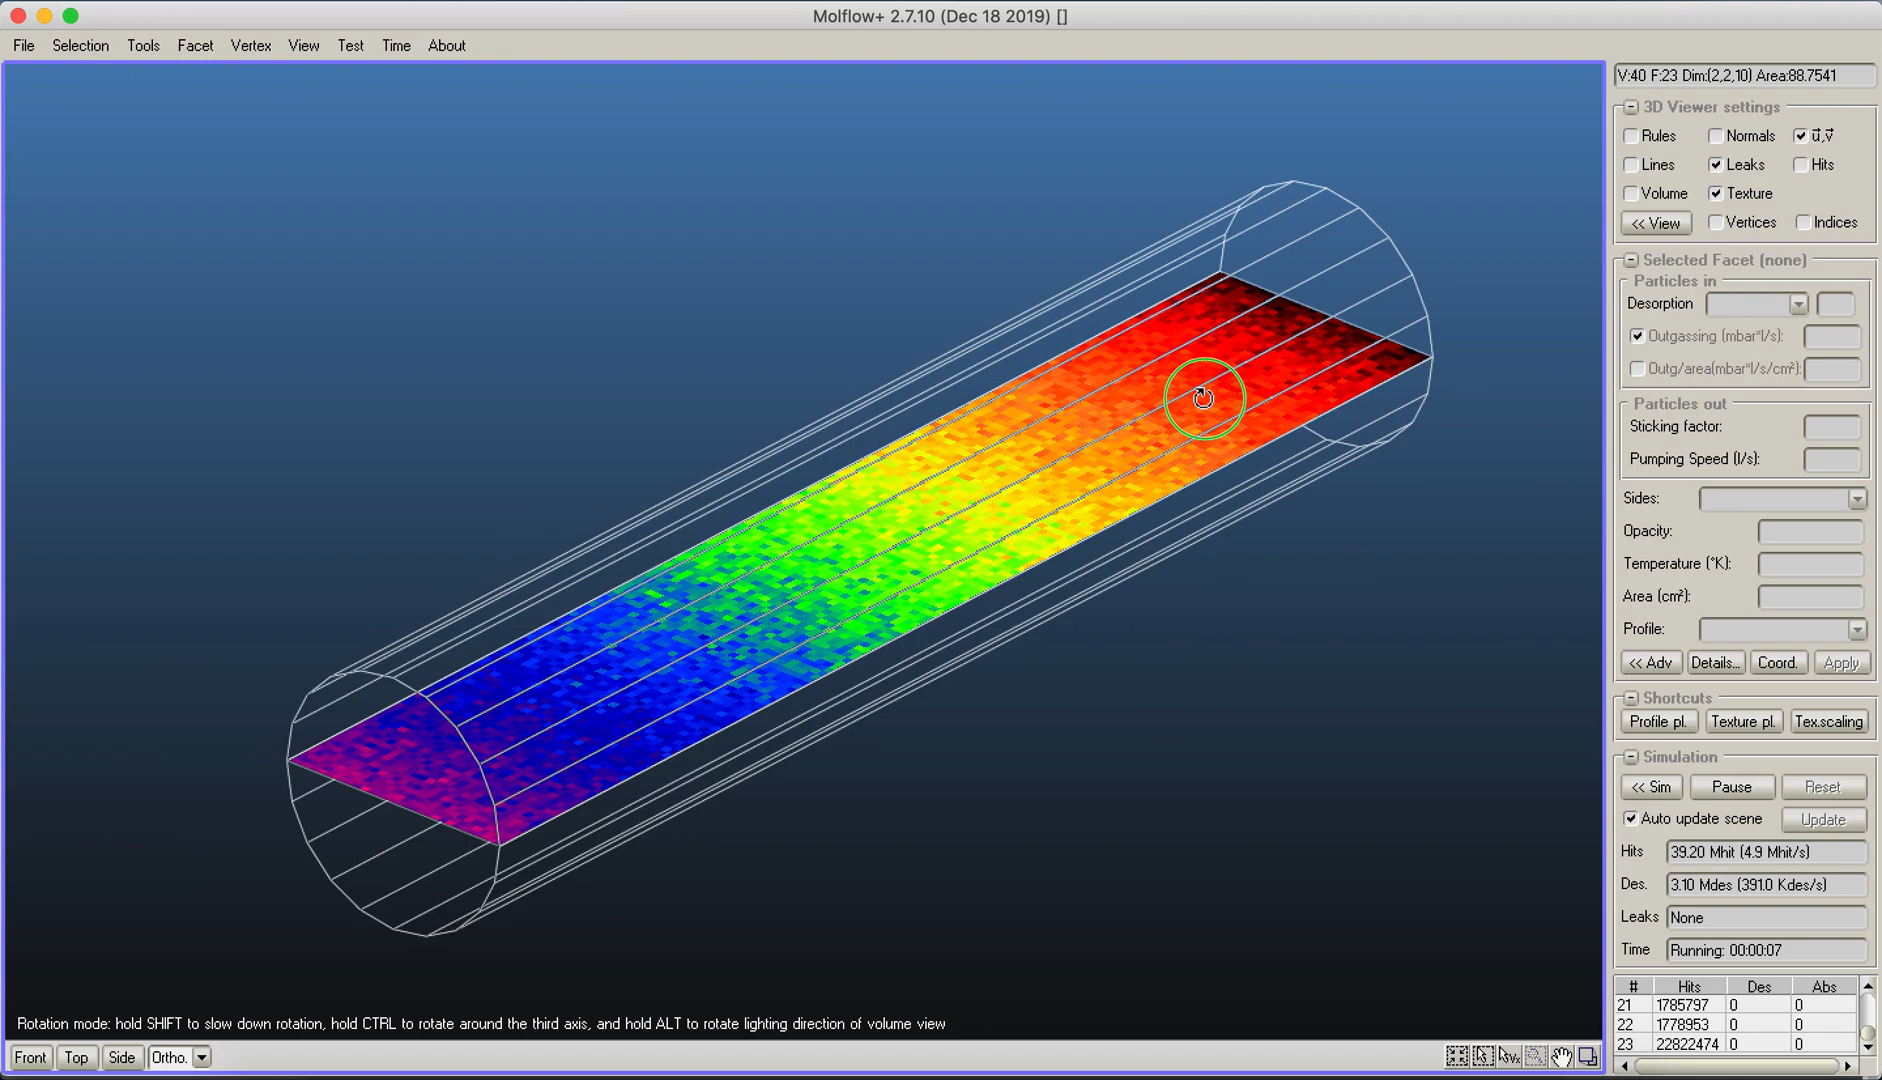 Molflow+ 2.7.10 (Dec 18 2019) []
File Selection Tools Facet Vertex View Test Time About
V:40 F:23 Dim:(2,2,10) Area:88.7541
3D Viewer settings
Rules Normals u⃗,v⃗
Lines Leaks Hits
Volume Texture
<< View Vertices Indices
Selected Facet (none)
Particles in
Desorption
Outgassing (mbar*l/s):
Outg/area(mbar*l/s/cm²):
Particles out
Sticking factor:
Pumping Speed (l/s):
Sides:
Opacity:
Temperature (°K):
Area (cm²):
Profile:
<< Adv Details... Coord. Apply
Shortcuts
Profile pl. Texture pl. Tex.scaling
Simulation
<< Sim Pause Reset
Auto update scene Update
Hits 39.20 Mhit (4.9 Mhit/s)
Des. 3.10 Mdes (391.0 Kdes/s)
Leaks None
Time Running: 00:00:07
# Hits Des Abs
21 1785797 0 0
22 1778953 0 0
23 22822474 0 0
Rotation mode: hold SHIFT to slow down rotation, hold CTRL to rotate around the third axis, and hold ALT to rotate lighting direction of volume view
Front Top Side Ortho.